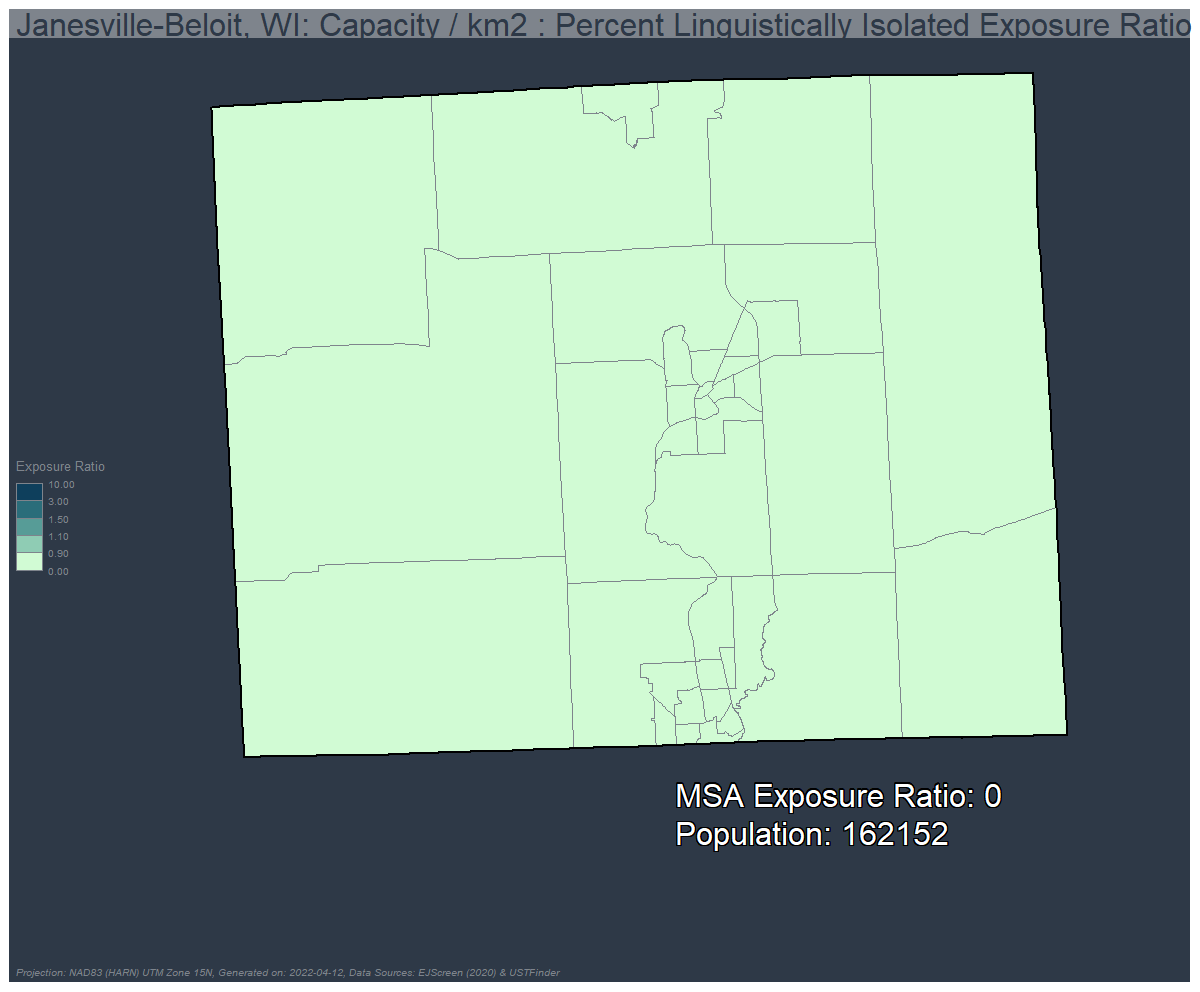 Janesville-Beloit, WI: Capacity / km2 : Percent Linguistically Isolated Exposure Ratio
Exposure Ratio
10.00
3.00
1.50
1.10
0.90
0.00
MSA Exposure Ratio: 0
Population: 162152
Projection: NAD83 (HARN) UTM Zone 15N, Generated on: 2022-04-12, Data Sources: EJScreen (2020) & USTFinder